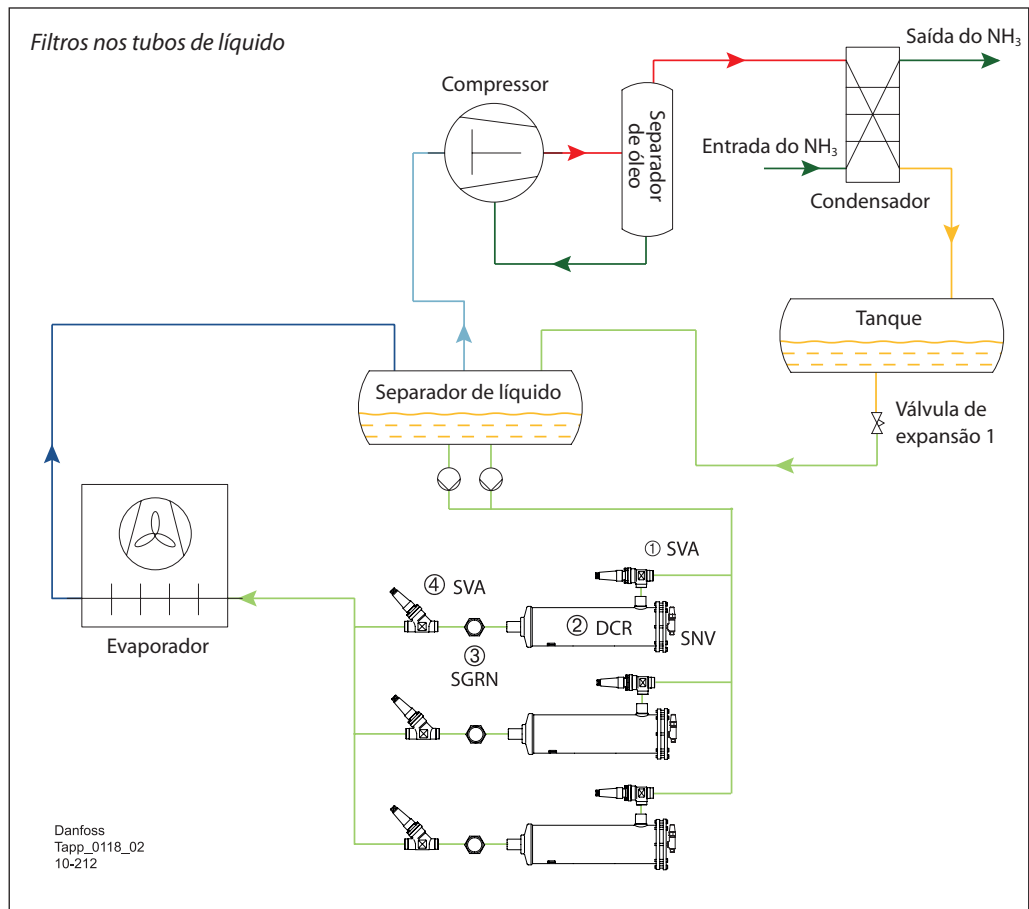 Filtros nos tubos de líquido
Saída do NH₃
Compressor
Separador
de óleo
Entrada do NH₃
Condensador
Tanque
Separador de líquido
Válvula de
expansão 1
① SVA
④ SVA
② DCR
SNV
Evaporador
③
SGRN
Danfoss
Tapp_0118_02
10-212